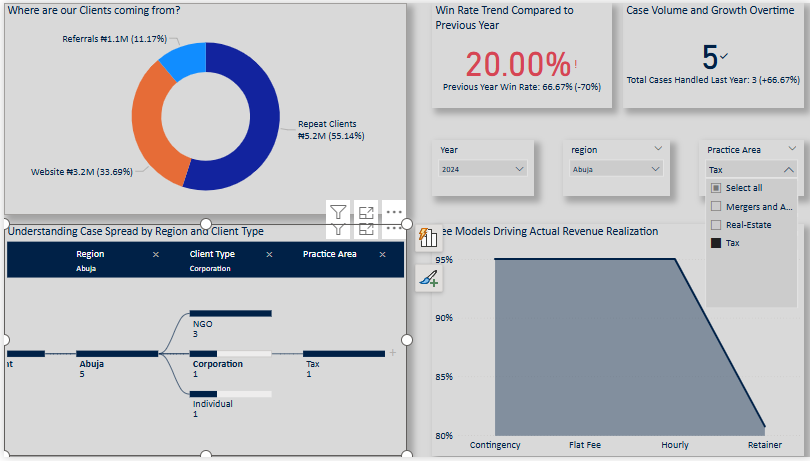 Where are our Clients coming from?
Referrals ₦1.1M (11.17%)
Repeat Clients
₦5.2M (55.14%)
Website ₦3.2M (33.69%)
Win Rate Trend Compared to
Previous Year
20.00%!
Previous Year Win Rate: 66.67% (-70%)
Case Volume and Growth Overtime
5✓
Total Cases Handled Last Year: 3 (+66.67%)
Year
2024
region
Abuja
Practice Area
Tax
Select all
Mergers and A...
Real-Estate
Tax
Understanding Case Spread by Region and Client Type
Region
Abuja
Client Type
Corporation
Practice Area
NGO
3
Abuja
5
Corporation
1
Tax
1
Individual
1
ee Models Driving Actual Revenue Realization
95%
90%
85%
80%
Contingency
Flat Fee
Hourly
Retainer